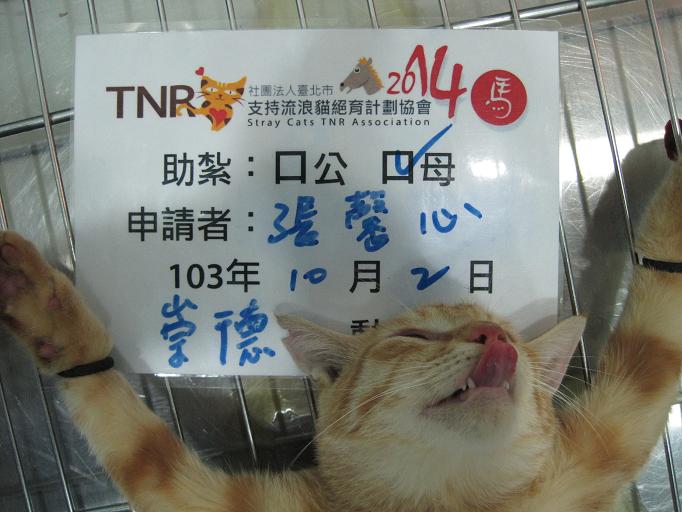 TNR 社團法人臺北市 2014 馬
支持流浪貓絕育計劃協會
Stray Cats TNR Association
助紮：口公 口母
申請者：張馨心
103年 10 月 2 日
崇德 動